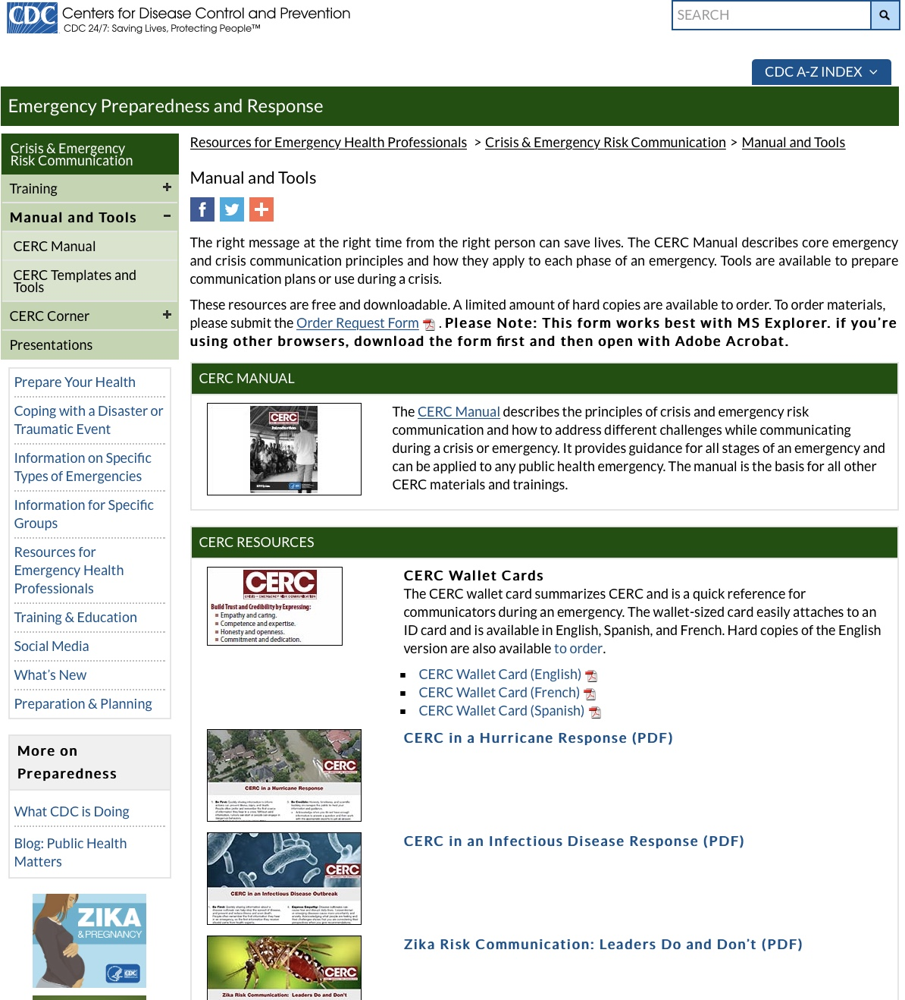 CDC Centers for Disease Control and Prevention
CDC 24/7: Saving Lives, Protecting People™
SEARCH
CDC A-Z INDEX
Emergency Preparedness and Response
Crisis & Emergency
Risk Communication
Training
Manual and Tools
CERC Manual
CERC Templates and
Tools
CERC Corner
Presentations
Prepare Your Health
Coping with a Disaster or
Traumatic Event
Information on Specific
Types of Emergencies
Information for Specific
Groups
Resources for
Emergency Health
Professionals
Training & Education
Social Media
What's New
Preparation & Planning
More on
Preparedness
What CDC is Doing
Blog: Public Health
Matters
ZIKA
& PREGNANCY
CDC
Resources for Emergency Health Professionals > Crisis & Emergency Risk Communication > Manual and Tools
Manual and Tools
The right message at the right time from the right person can save lives. The CERC Manual describes core emergency
and crisis communication principles and how they apply to each phase of an emergency. Tools are available to prepare
communication plans or use during a crisis.
These resources are free and downloadable. A limited amount of hard copies are available to order. To order materials,
please submit the Order Request Form . Please Note: This form works best with MS Explorer. if you're
using other browsers, download the form first and then open with Adobe Acrobat.
CERC MANUAL
CERC
Introduction
The CERC Manual describes the principles of crisis and emergency risk
communication and how to address different challenges while communicating
during a crisis or emergency. It provides guidance for all stages of an emergency and
can be applied to any public health emergency. The manual is the basis for all other
CERC materials and trainings.
CERC RESOURCES
CERC
CRISIS + EMERGENCY RISK COMMUNICATION
Build Trust and Credibility by Expressing:
Empathy and caring.
Competence and expertise.
Honesty and openness.
Commitment and dedication.
CERC Wallet Cards
The CERC wallet card summarizes CERC and is a quick reference for
communicators during an emergency. The wallet-sized card easily attaches to an
ID card and is available in English, Spanish, and French. Hard copies of the English
version are also available to order.
CERC Wallet Card (English)
CERC Wallet Card (French)
CERC Wallet Card (Spanish)
CERC
CERC in a Hurricane Response
CERC in a Hurricane Response (PDF)
CERC
CERC in an Infectious Disease Outbreak
CERC in an Infectious Disease Response (PDF)
CERC
Zika Risk Communication: Leaders Do and Don't
Zika Risk Communication: Leaders Do and Don't (PDF)